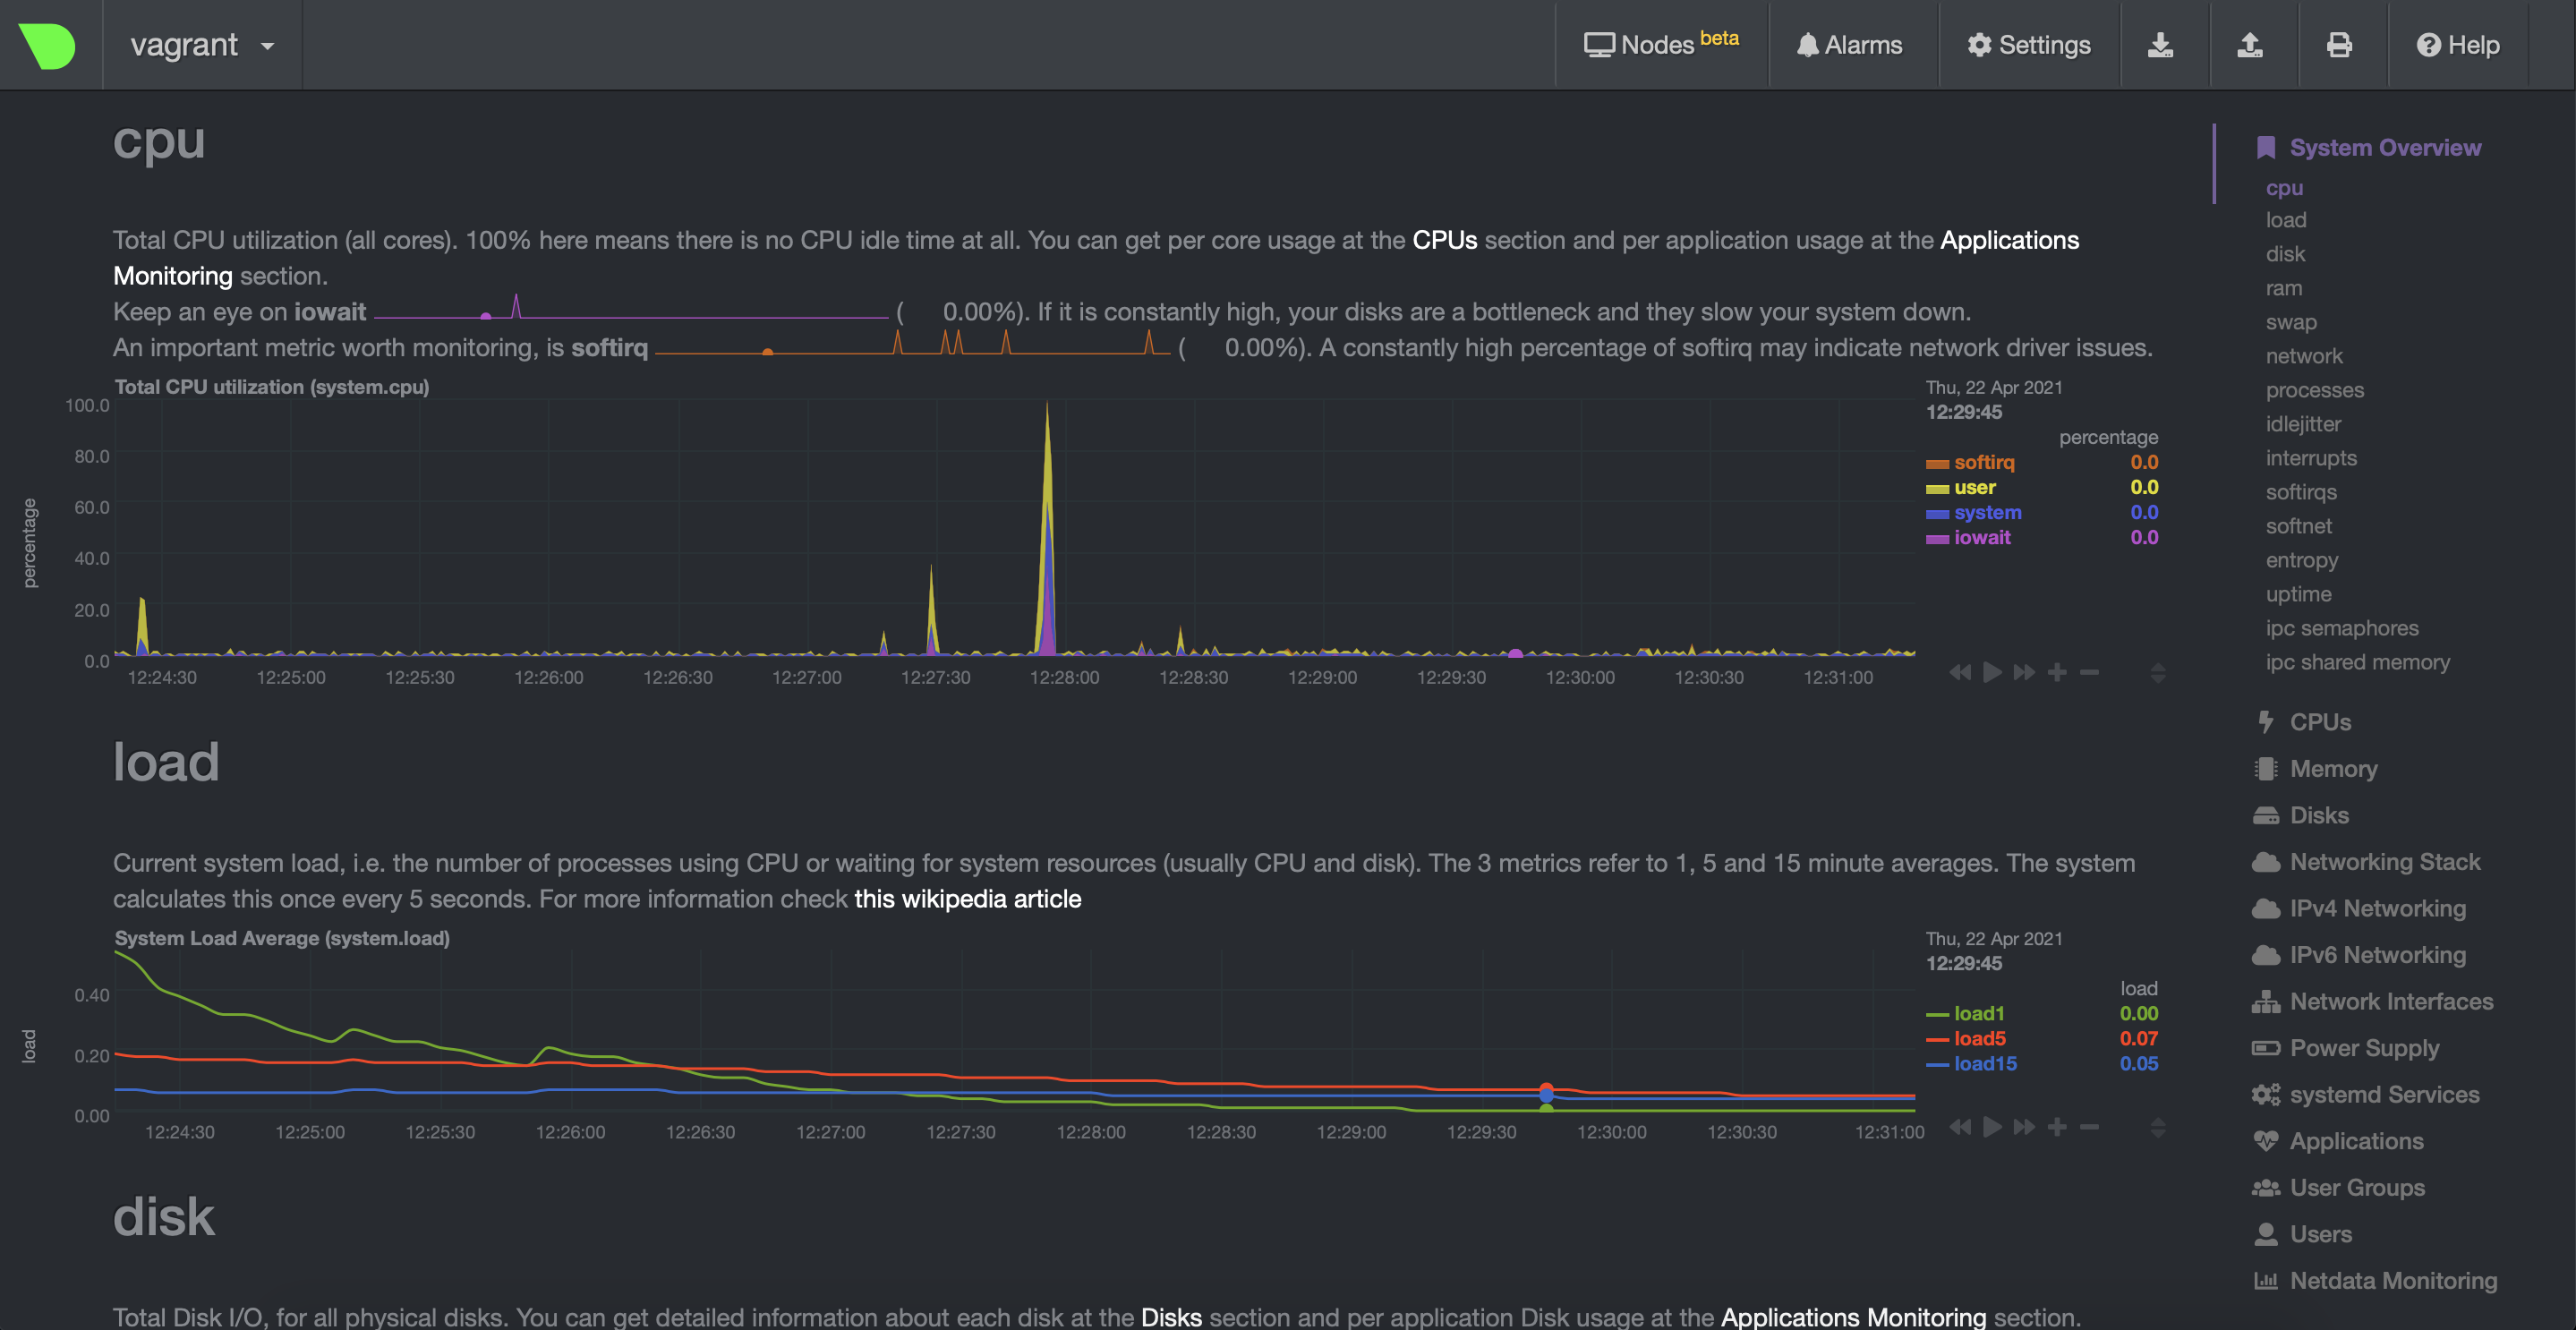 vagrant
Nodes beta
Alarms
Settings
Help
cpu
Total CPU utilization (all cores). 100% here means there is no CPU idle time at all. You can get per core usage at the CPUs section and per application usage at the Applications
Monitoring section.
Keep an eye on iowait ( 0.00%). If it is constantly high, your disks are a bottleneck and they slow your system down.
An important metric worth monitoring, is softirq ( 0.00%). A constantly high percentage of softirq may indicate network driver issues.
Total CPU utilization (system.cpu)
percentage
100.0
80.0
60.0
40.0
20.0
0.0
12:24:30 12:25:00 12:25:30 12:26:00 12:26:30 12:27:00 12:27:30 12:28:00 12:28:30 12:29:00 12:29:30 12:30:00 12:30:30 12:31:00
Thu, 22 Apr 2021
12:29:45
percentage
softirq 0.0
user 0.0
system 0.0
iowait 0.0
load
Current system load, i.e. the number of processes using CPU or waiting for system resources (usually CPU and disk). The 3 metrics refer to 1, 5 and 15 minute averages. The system
calculates this once every 5 seconds. For more information check this wikipedia article
System Load Average (system.load)
load
0.40
0.20
0.00
12:24:30 12:25:00 12:25:30 12:26:00 12:26:30 12:27:00 12:27:30 12:28:00 12:28:30 12:29:00 12:29:30 12:30:00 12:30:30 12:31:00
Thu, 22 Apr 2021
12:29:45
load
load1 0.00
load5 0.07
load15 0.05
disk
Total Disk I/O, for all physical disks. You can get detailed information about each disk at the Disks section and per application Disk usage at the Applications Monitoring section.
System Overview
cpu
load
disk
ram
swap
network
processes
idlejitter
interrupts
softirqs
softnet
entropy
uptime
ipc semaphores
ipc shared memory
CPUs
Memory
Disks
Networking Stack
IPv4 Networking
IPv6 Networking
Network Interfaces
Power Supply
systemd Services
Applications
User Groups
Users
Netdata Monitoring